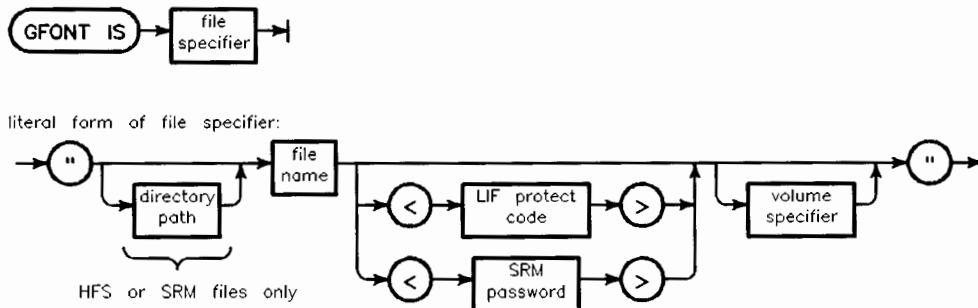 GFONT IS
file
specifier
literal form of file specifier:
"
directory
path
HFS or SRM files only
file
name
<
LIF protect
code
>
<
SRM
password
>
volume
specifier
"